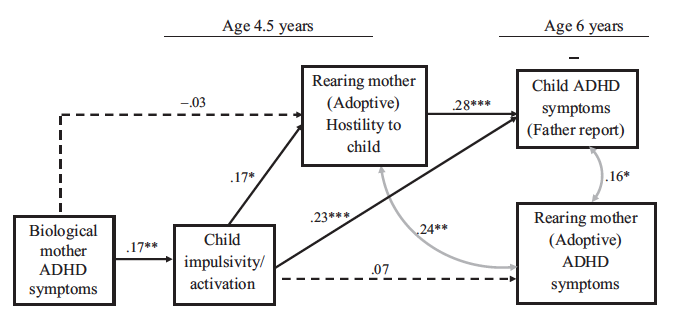 Age 4.5 years
Age 6 years
–
Rearing mother
(Adoptive)
Hostility to
child
Child ADHD
symptoms
(Father report)
–.03
.28***
.17*
.16*
.23***
.24**
Biological
mother
ADHD
symptoms
.17**
Child
impulsivity/
activation
.07
Rearing mother
(Adoptive)
ADHD
symptoms